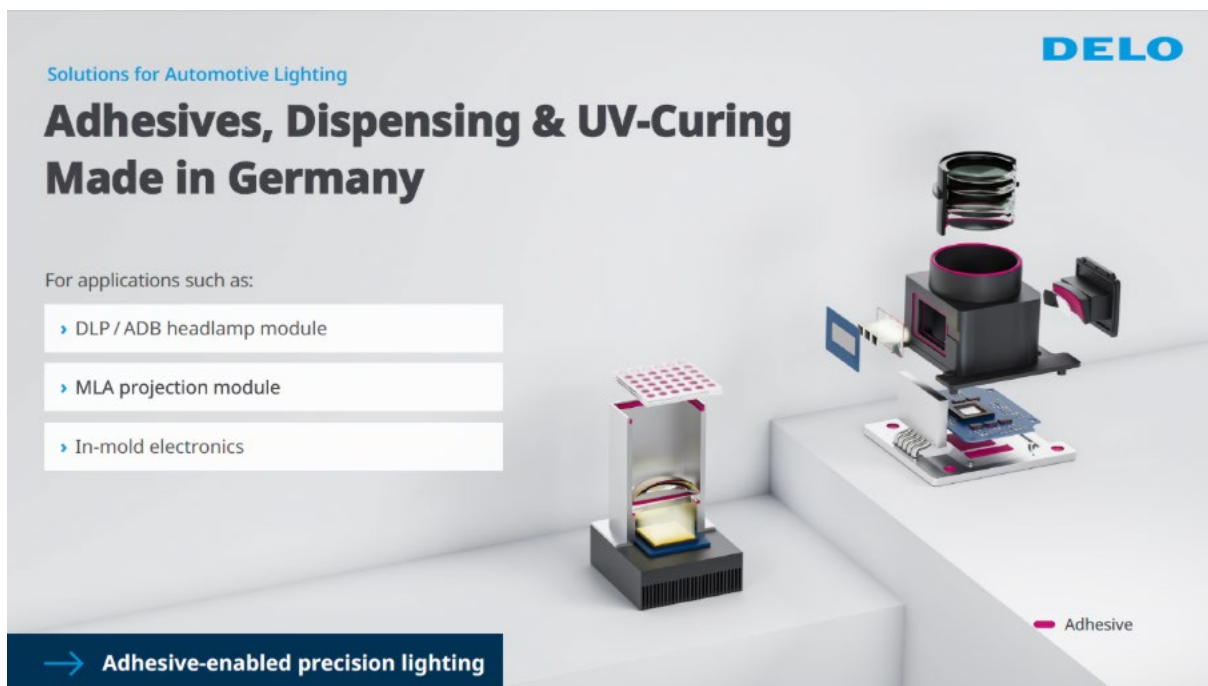 DELO
Solutions for Automotive Lighting
Adhesives, Dispensing & UV-Curing
Made in Germany
For applications such as:
› DLP / ADB headlamp module
› MLA projection module
› In-mold electronics
Adhesive
→ Adhesive-enabled precision lighting